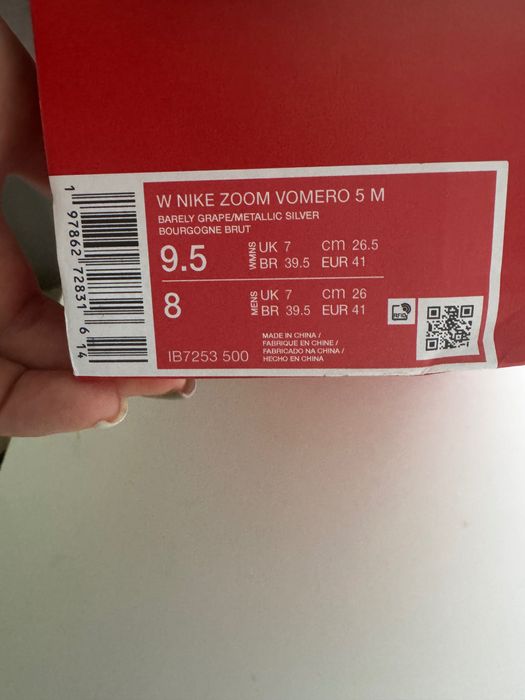 W NIKE ZOOM VOMERO 5 M
BARELY GRAPE/METALLIC SILVER
BOURGOGNE BRUT
9.5 WMNS UK 7 cm 26.5
BR 39.5 EUR 41
8 MENS UK 7 cm 26
BR 39.5 EUR 41
RFID
IB7253 500
MADE IN CHINA /
FABRIQUE EN CHINE /
FABRICADO NA CHINA /
HECHO EN CHINA
1 97862 72831 6 14